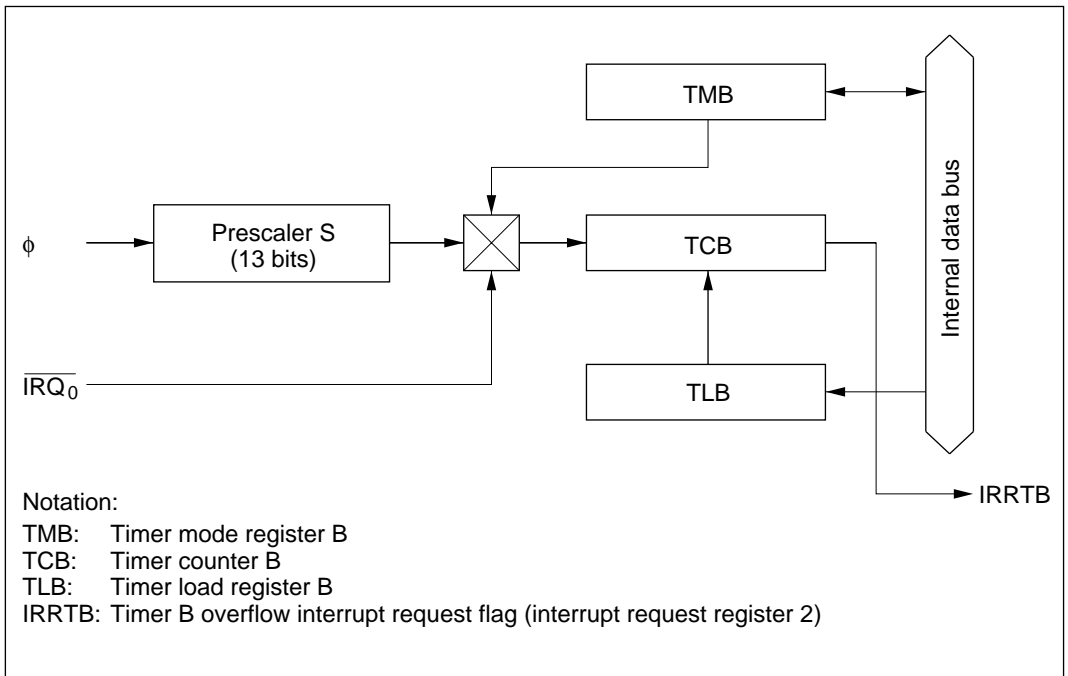 TMB
Internal data bus
ϕ
Prescaler S
(13 bits)
TCB
IRQ0
TLB
IRRTB
Notation:
TMB: Timer mode register B
TCB: Timer counter B
TLB: Timer load register B
IRRTB: Timer B overflow interrupt request flag (interrupt request register 2)